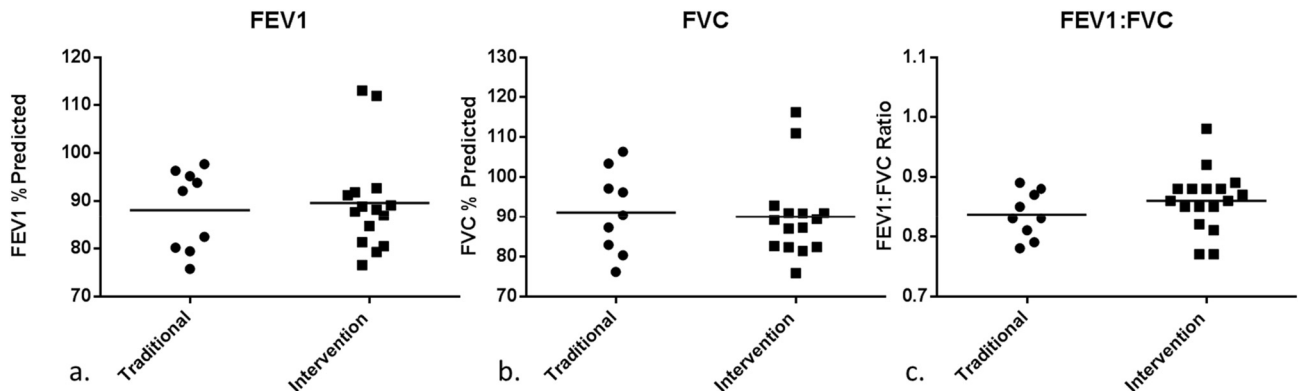 FEV1
FEV1 % Predicted
120
110
100
90
80
70
Traditional
Intervention
a.
FVC
FVC % Predicted
130
120
110
100
90
80
70
Traditional
Intervention
b.
FEV1:FVC
FEV1:FVC Ratio
1.1
1.0
0.9
0.8
0.7
Traditional
Intervention
c.